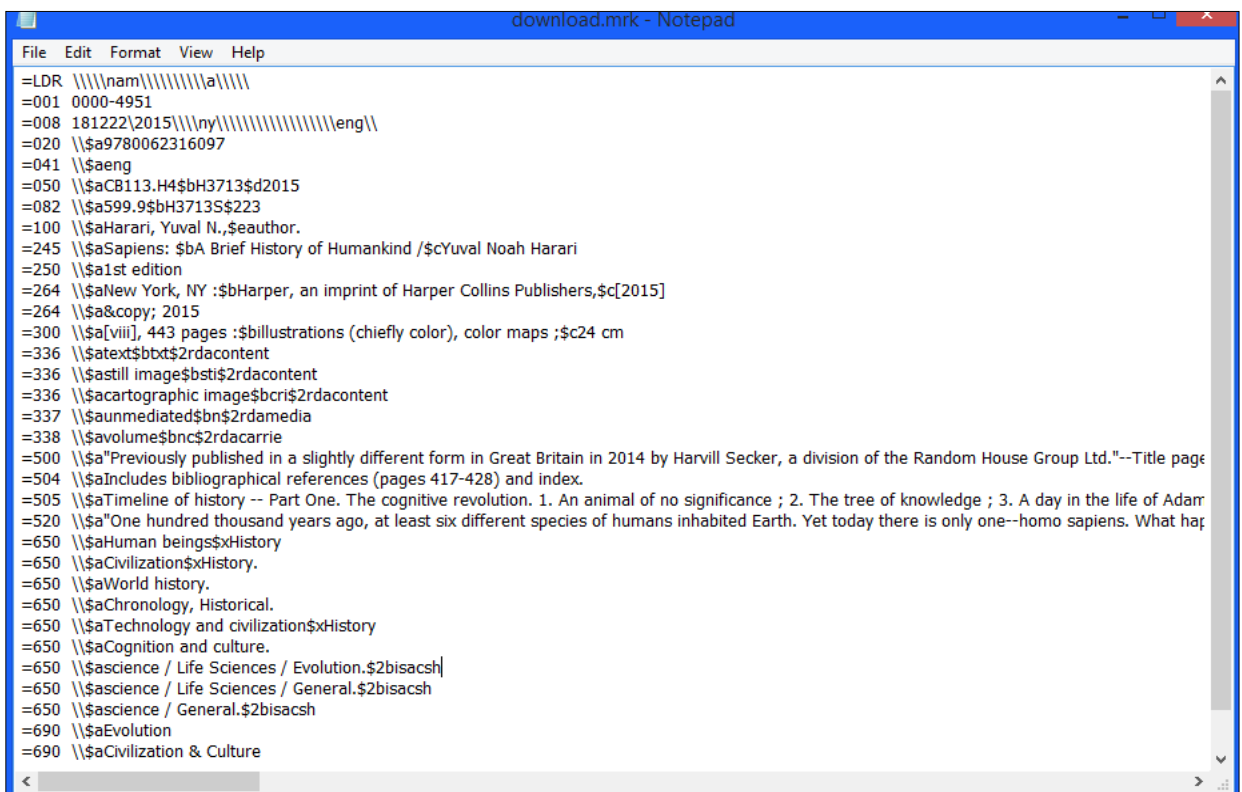 download.mrk - Notepad
File Edit Format View Help
=LDR \\\\\nam\\\\\\\\\\a\\\\\
=001 0000-4951
=008 181222\2015\\\\ny\\\\\\\\\\\\\\\\\\eng\\
=020 \\$a9780062316097
=041 \\$aeng
=050 \\$aCB113.H4$bH3713$d2015
=082 \\$a599.9$bH3713S$223
=100 \\$aHarari, Yuval N.,$eauthor.
=245 \\$aSapiens: $bA Brief History of Humankind /$cYuval Noah Harari
=250 \\$a1st edition
=264 \\$aNew York, NY :$bHarper, an imprint of Harper Collins Publishers,$c[2015]
=264 \\$a&copy; 2015
=300 \\$a[viii], 443 pages :$billustrations (chiefly color), color maps ;$c24 cm
=336 \\$atext$btxt$2rdacontent
=336 \\$astill image$bsti$2rdacontent
=336 \\$acartographic image$bcri$2rdacontent
=337 \\$aunmediated$bn$2rdamedia
=338 \\$avolume$bnc$2rdacarrie
=500 \\$a"Previously published in a slightly different form in Great Britain in 2014 by Harvill Secker, a division of the Random House Group Ltd."--Title page
=504 \\$aIncludes bibliographical references (pages 417-428) and index.
=505 \\$aTimeline of history -- Part One. The cognitive revolution. 1. An animal of no significance ; 2. The tree of knowledge ; 3. A day in the life of Adam
=520 \\$a"One hundred thousand years ago, at least six different species of humans inhabited Earth. Yet today there is only one--homo sapiens. What hap
=650 \\$aHuman beings$xHistory
=650 \\$aCivilization$xHistory.
=650 \\$aWorld history.
=650 \\$aChronology, Historical.
=650 \\$aTechnology and civilization$xHistory
=650 \\$aCognition and culture.
=650 \\$ascience / Life Sciences / Evolution.$2bisacsh
=650 \\$ascience / Life Sciences / General.$2bisacsh
=650 \\$ascience / General.$2bisacsh
=690 \\$aEvolution
=690 \\$aCivilization & Culture